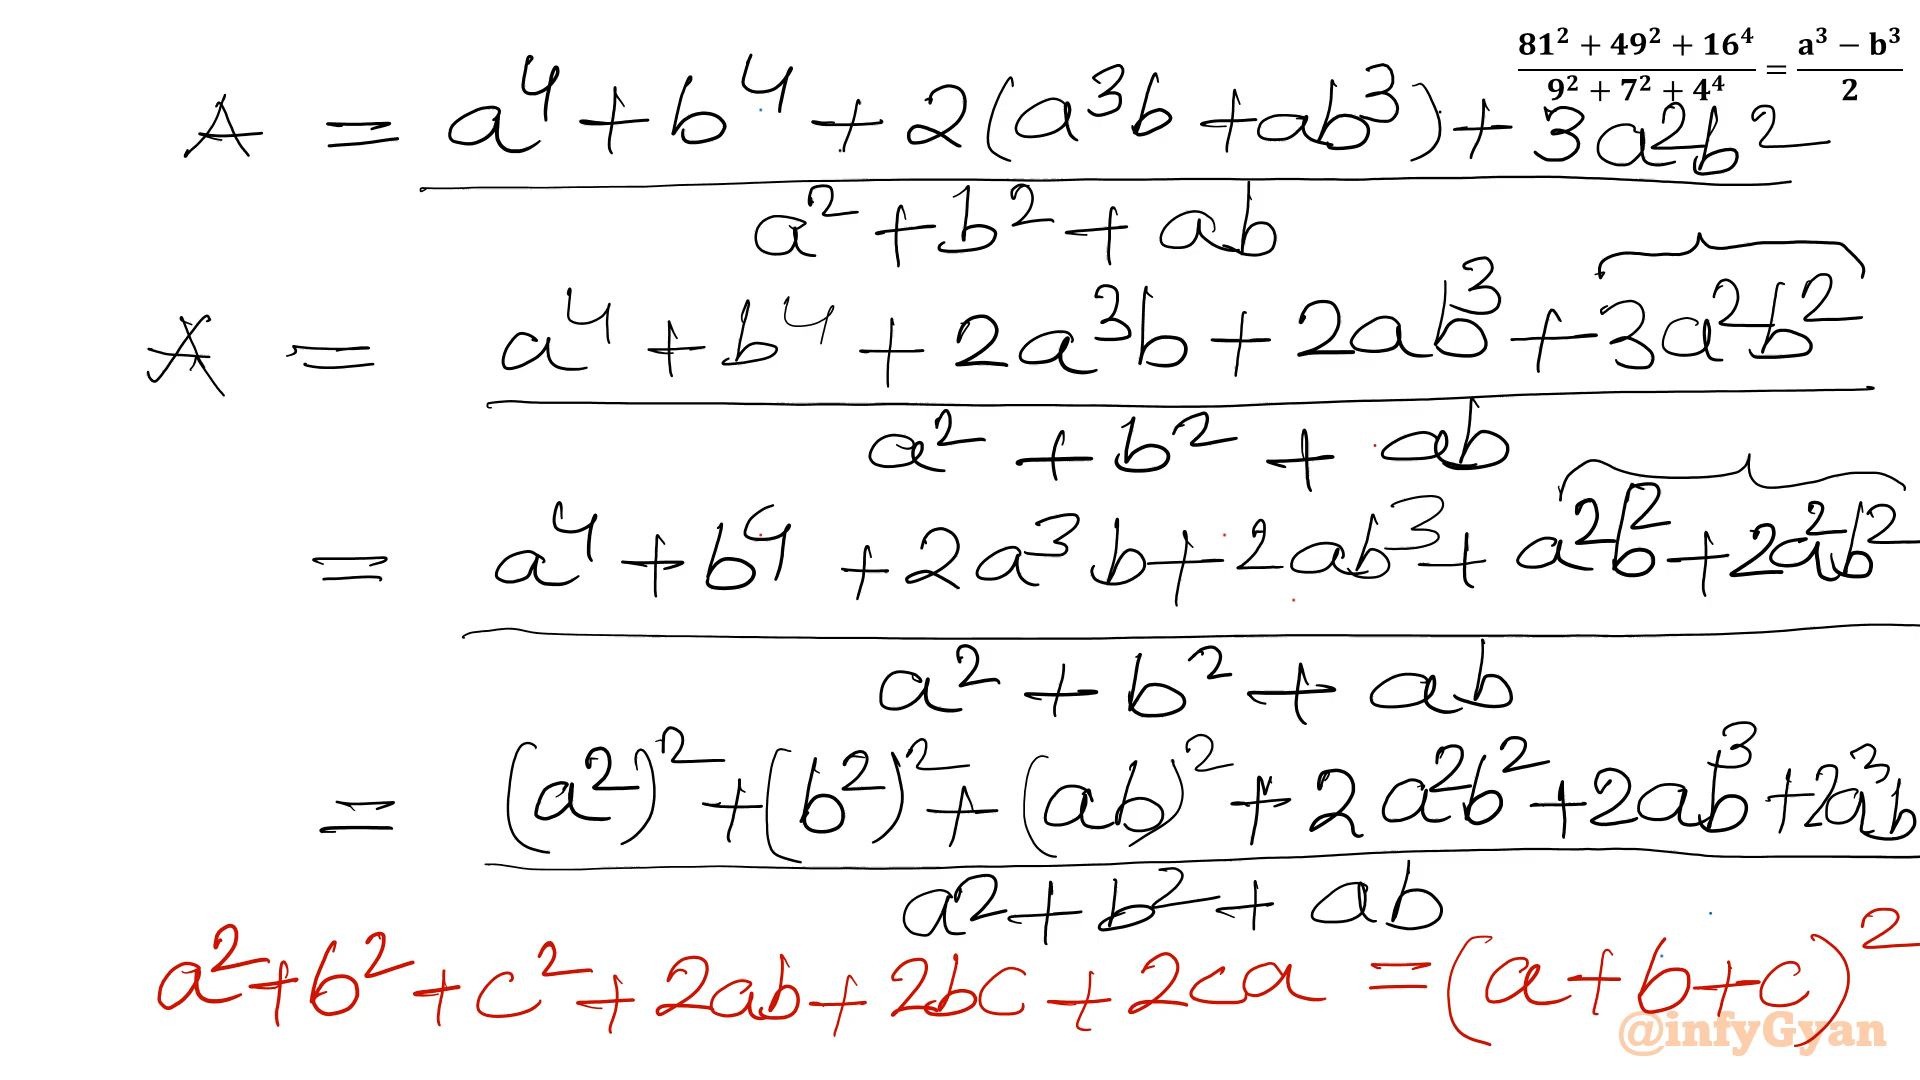 (81² + 49² + 16⁴)/(9² + 7² + 4⁴) = (a³ − b³)/2
A = a⁴ + b⁴ + 2(a³b + ab³) + 3a²b²
a² + b² + ab
A = a⁴ + b⁴ + 2a³b + 2ab³ + 3a²b²
a² + b² + ab
= a⁴ + b⁴ + 2a³b + 2ab³ + a²b² + 2a²b²
a² + b² + ab
= (a²)² + (b²)² + (ab)² + 2a²b² + 2ab³ + 2a³b
a² + b² + ab
a² + b² + c² + 2ab + 2bc + 2ca = (a + b + c)²
@infyGyan